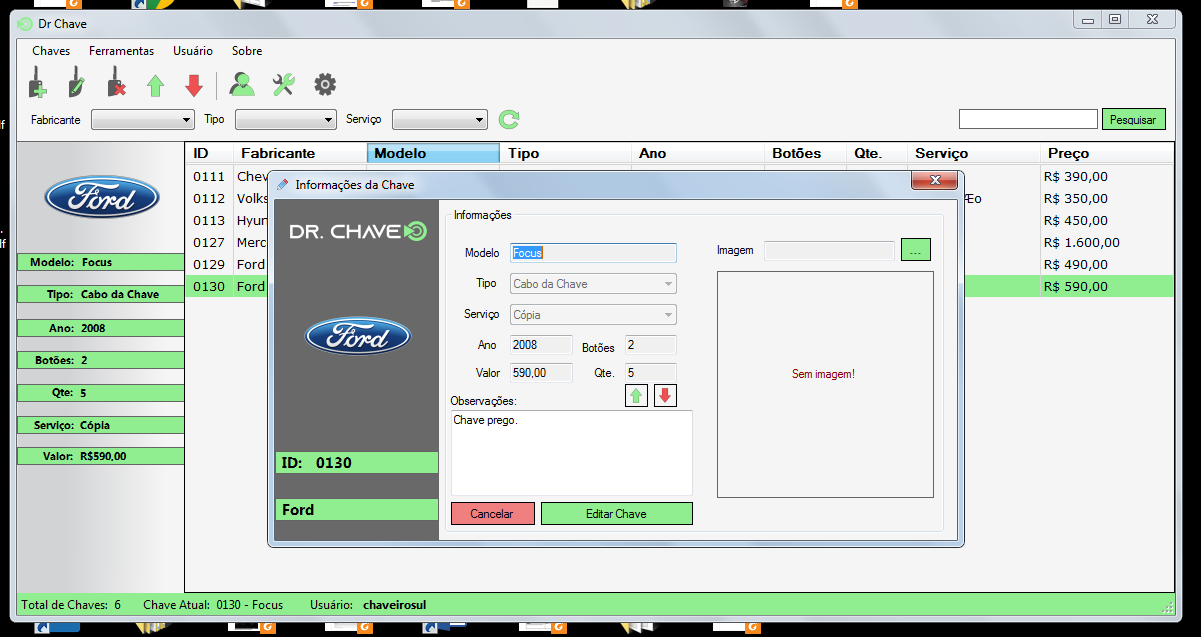 Dr Chave
Chaves Ferramentas Usuário Sobre
Fabricante Tipo Serviço Pesquisar
ID Fabricante Modelo Tipo Ano Botões Qte. Serviço Preço
0111 Chev R$ 390,00
0112 Volks R$ 350,00
0113 Hyun R$ 450,00
0127 Merc R$ 1.600,00
0129 Ford R$ 490,00
0130 Ford R$ 590,00
Ford
Modelo: Focus
Tipo: Cabo da Chave
Ano: 2008
Botões: 2
Qte: 5
Serviço: Cópia
Valor: R$590,00
Informações da Chave
DR. CHAVE
Ford
ID: 0130
Ford
Informações
Modelo Focus
Tipo Cabo da Chave
Serviço Cópia
Ano 2008 Botões 2
Valor 590,00 Qte. 5
Observações:
Chave prego.
Cancelar Editar Chave
Imagem ...
Sem imagem!
Total de Chaves: 6 Chave Atual: 0130 - Focus Usuário: chaveirosul